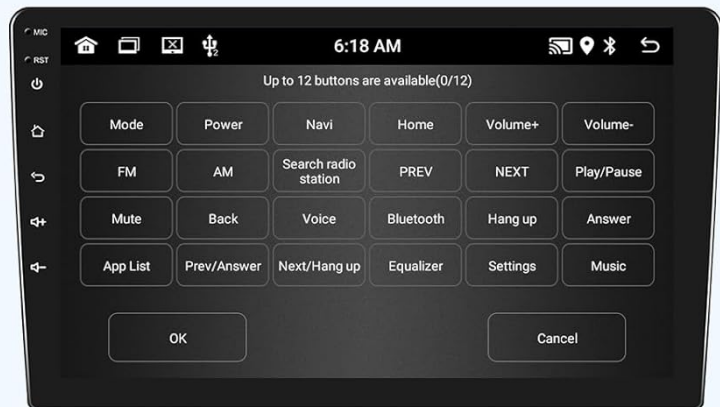 MIC
RST
2
6:18 AM
Up to 12 buttons are available(0/12)
Mode Power Navi Home Volume+ Volume-
FM AM Search radio station PREV NEXT Play/Pause
Mute Back Voice Bluetooth Hang up Answer
App List Prev/Answer Next/Hang up Equalizer Settings Music
OK Cancel